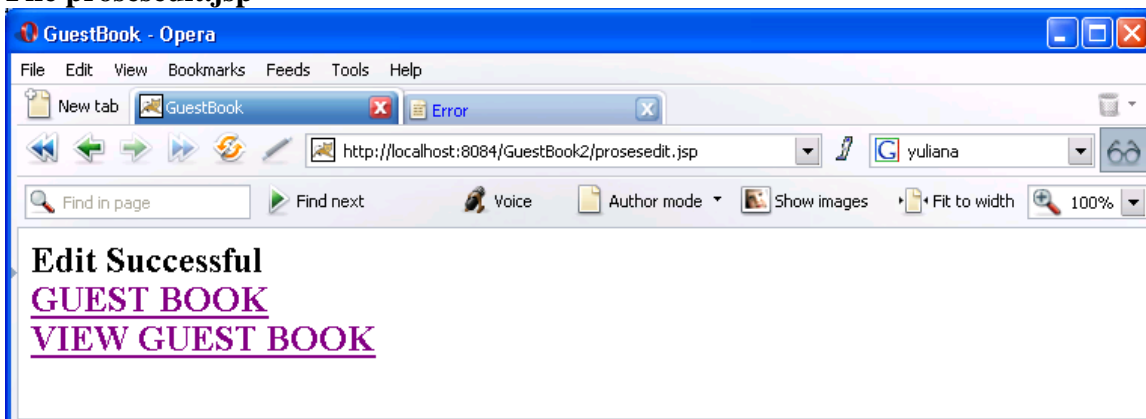 File prosesedit.jsp
GuestBook - Opera
File Edit View Bookmarks Feeds Tools Help
New tab GuestBook Error
http://localhost:8084/GuestBook2/prosesedit.jsp yuliana
Find in page Find next Voice Author mode Show images Fit to width 100%
Edit Successful
GUEST BOOK
VIEW GUEST BOOK